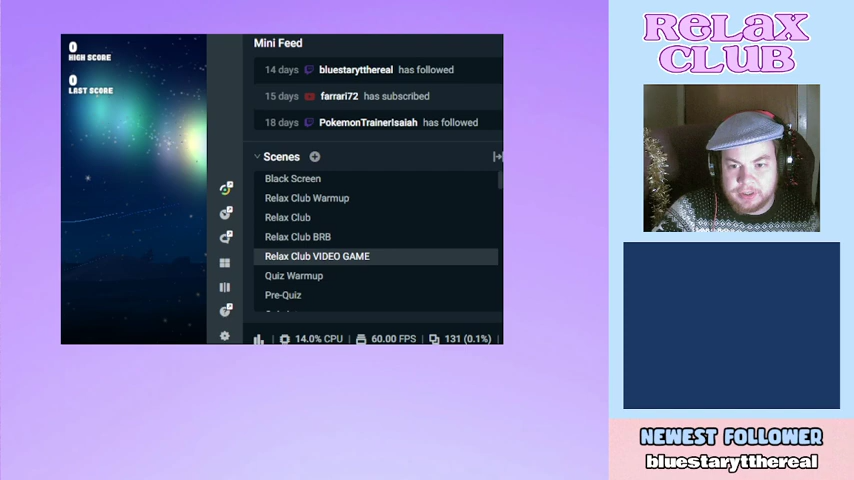 0
HIGH SCORE
0
LAST SCORE
Mini Feed
14 days bluestarytthereal has followed
15 days farrari72 has subscribed
18 days PokemonTrainerIsaiah has followed
Scenes
Black Screen
Relax Club Warmup
Relax Club
Relax Club BRB
Relax Club VIDEO GAME
Quiz Warmup
Pre-Quiz
14.0% CPU | 60.00 FPS | 131 (0.1%)
RELAX
CLUB
NEWEST FOLLOWER
bluestarytthereal